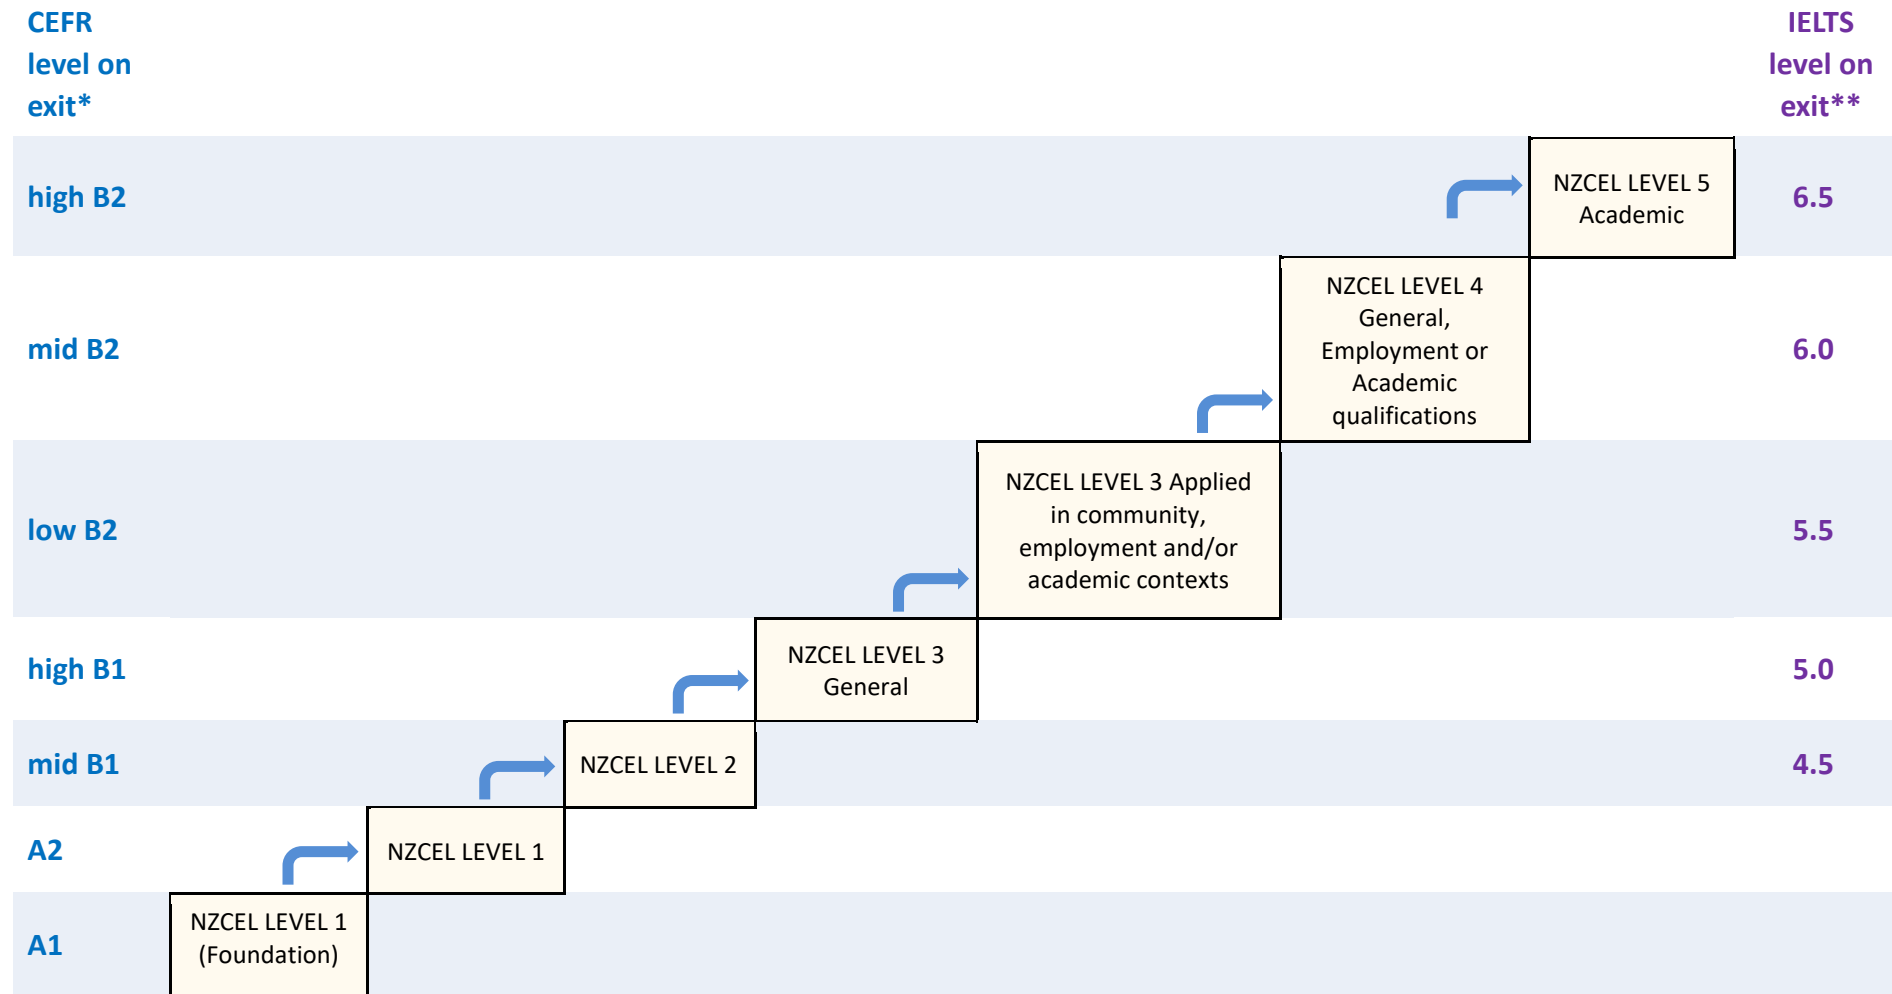 CEFR
level on
exit*
IELTS
level on
exit**
high B2
NZCEL LEVEL 5
Academic
6.5
mid B2
NZCEL LEVEL 4
General,
Employment or
Academic
qualifications
6.0
low B2
NZCEL LEVEL 3 Applied
in community,
employment and/or
academic contexts
5.5
high B1
NZCEL LEVEL 3
General
5.0
mid B1
NZCEL LEVEL 2
4.5
A2
NZCEL LEVEL 1
A1
NZCEL LEVEL 1
(Foundation)